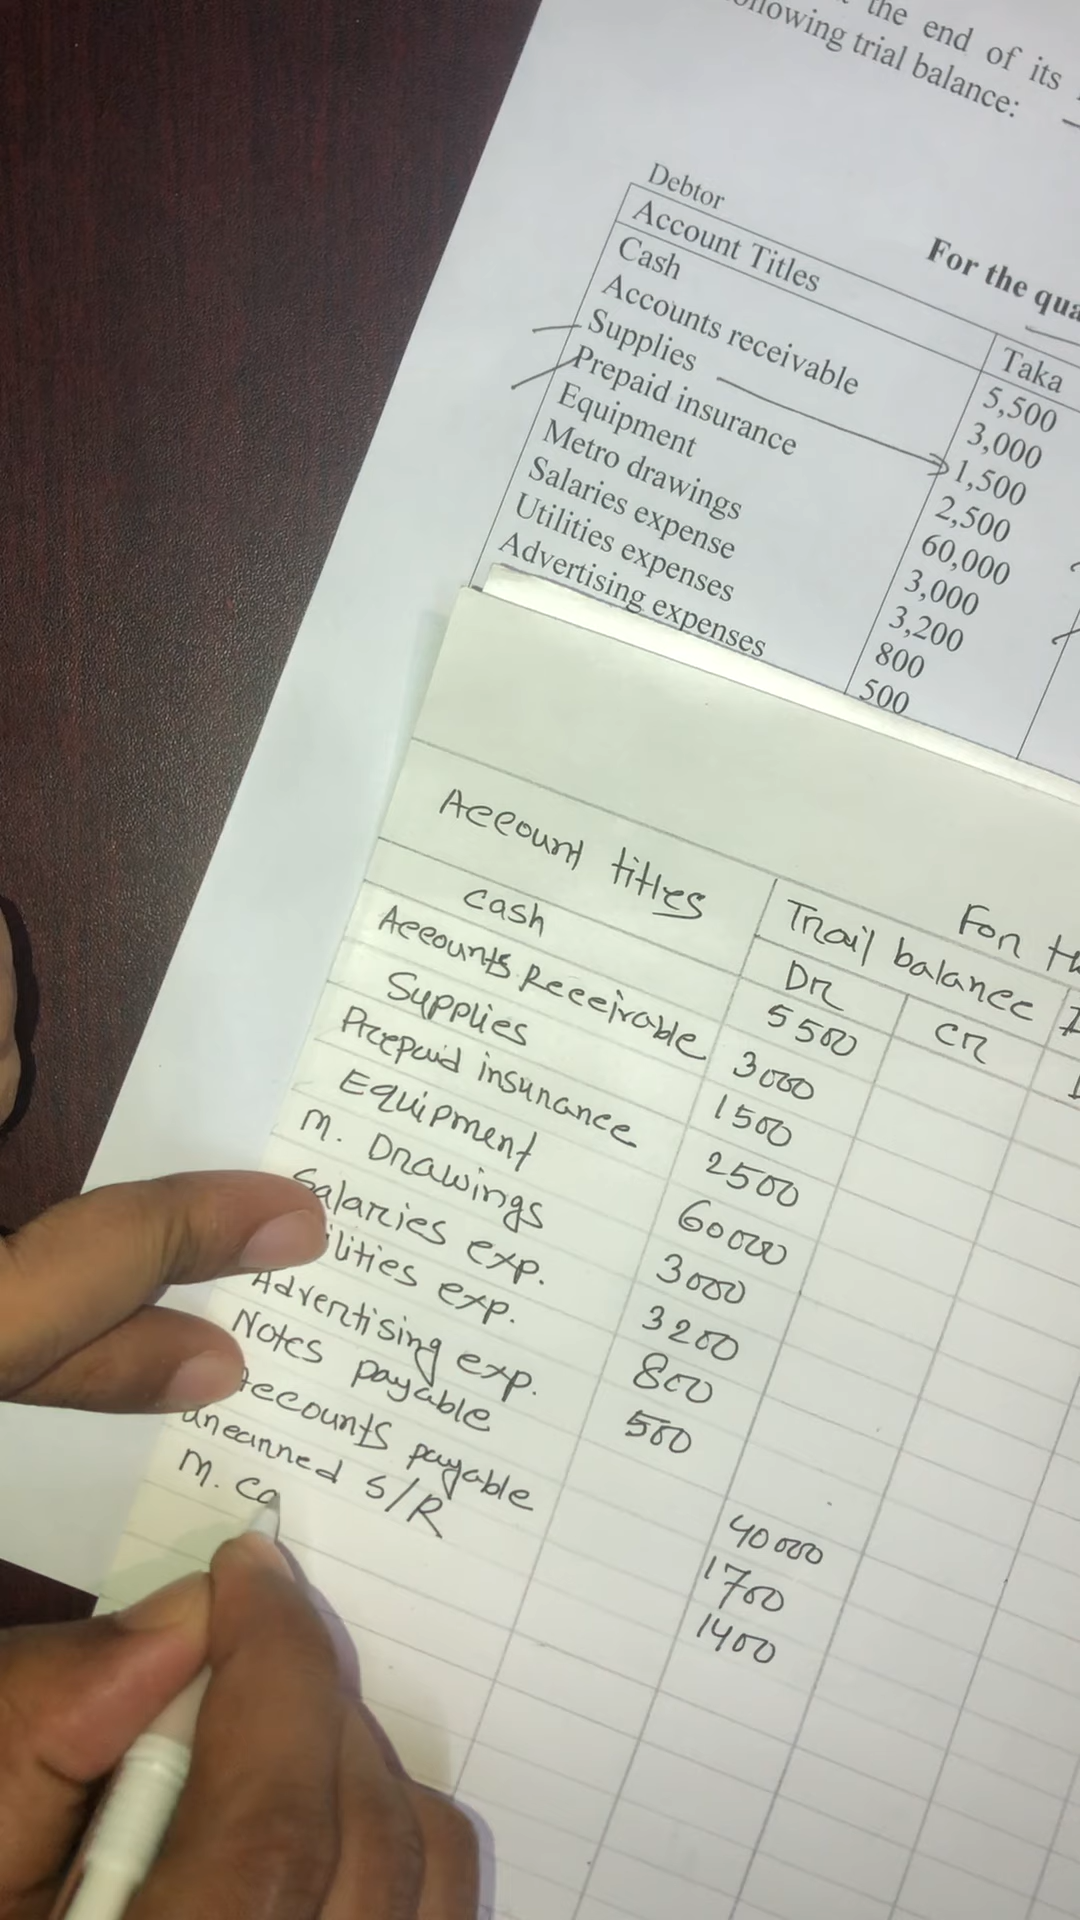 the end of its
following trial balance:
Debtor
For the qua
Account Titles Taka
Cash 5,500
Accounts receivable 3,000
Supplies 1,500
Prepaid insurance 2,500
Equipment 60,000
Metro drawings 3,000
Salaries expense 3,200
Utilities expenses 800
Advertising expenses 500
For th
Account titles Trail balance I
DR CR
Cash 5500
Accounts Receivable 3000
Supplies 1500
Prepaid insurance 2500
Equipment 60000
M. Drawings 3000
Salaries exp. 3200
ilities exp. 800
Advertising exp. 500
Notes payable 40000
Accounts payable 1700
unearned S/R 1400
M. ca